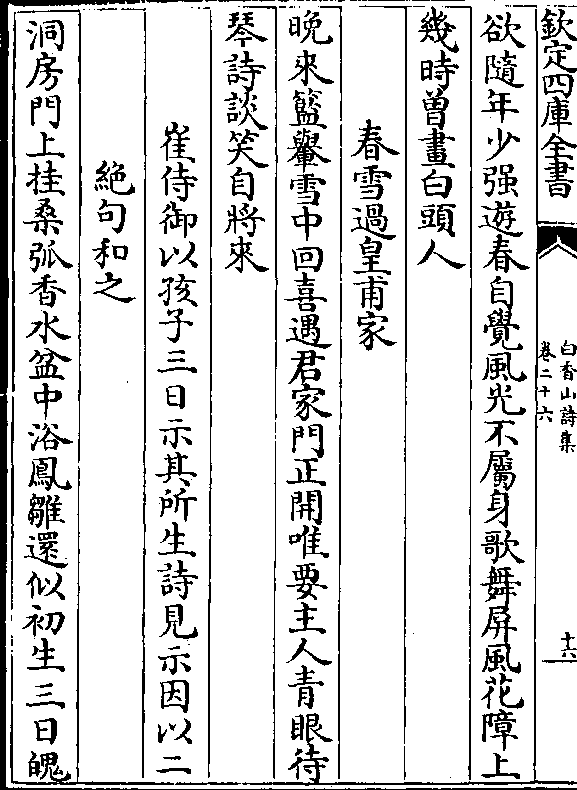 欽定四庫全書
白香山詩集
卷二十六
十六
欲隨年少强遊春自覺風光不屬身歌舞屏風花障上
幾時曽畫白頭人
春雪過皇甫家
晚來籃轝雪中回喜遇君家門正開唯要主人青眼待
琴詩談笑自將來
崔侍御以孩子三日示其所生詩見示因以二
絶句和之
洞房門上挂桑弧香水盆中浴鳳雛還似初生三日魄